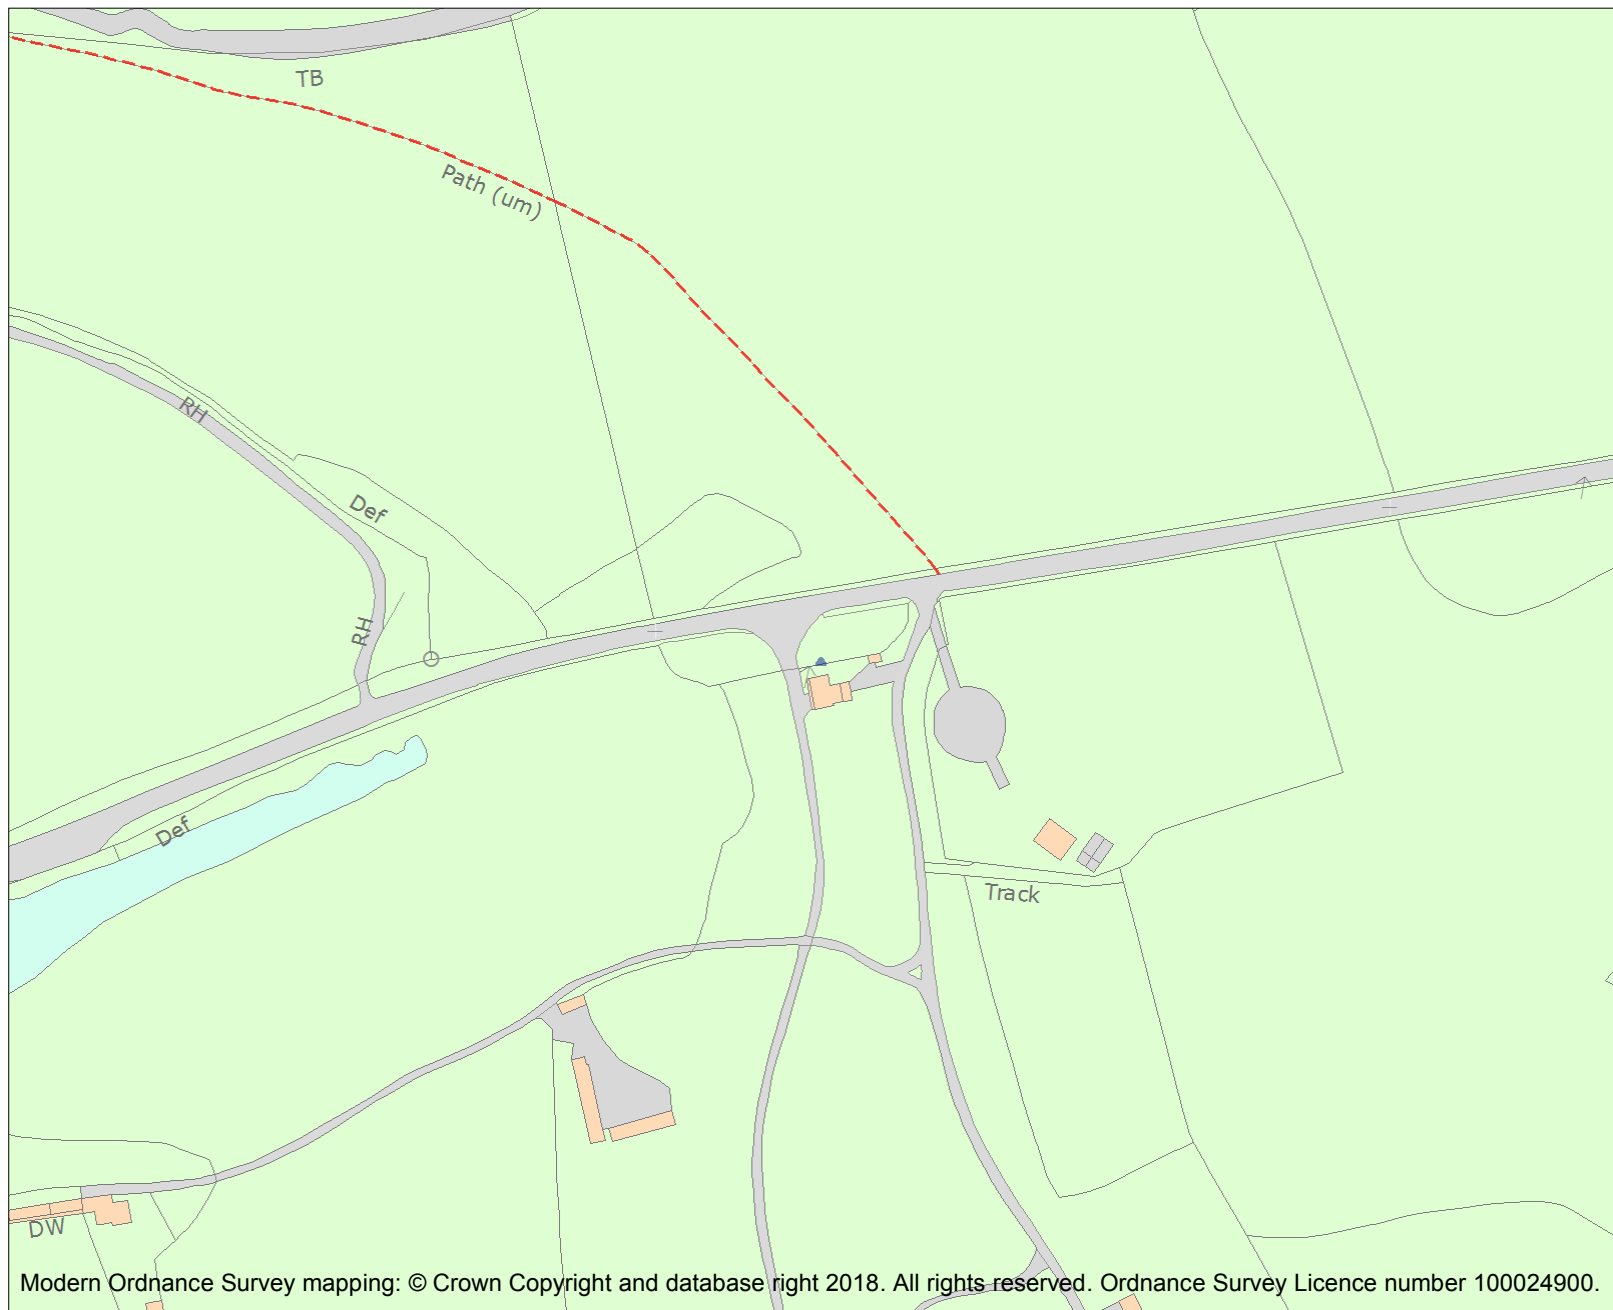 TB
Path (um)
RH
Def
RH
Def
Track
DW
Modern Ordnance Survey mapping: © Crown Copyright and database right 2018. All rights reserved. Ordnance Survey Licence number 100024900.